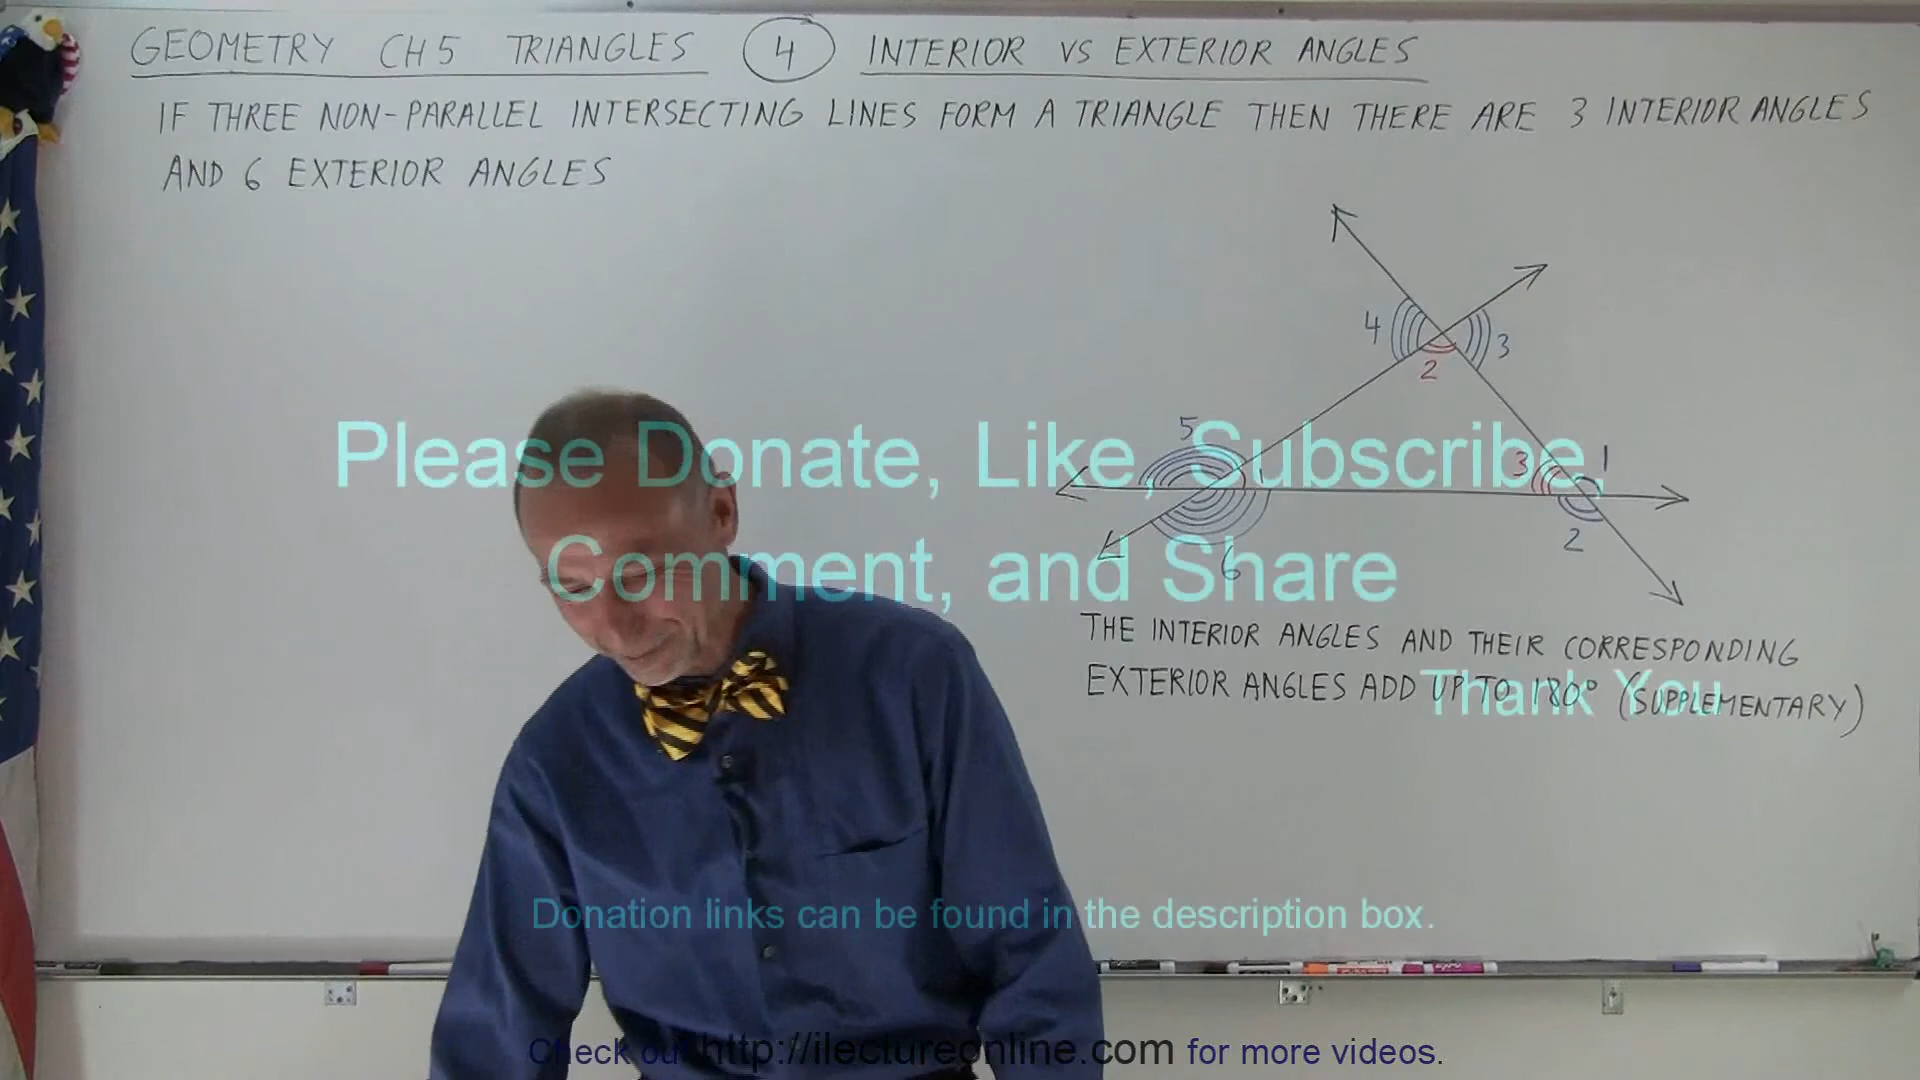 GEOMETRY CH 5 TRIANGLES 4 INTERIOR VS EXTERIOR ANGLES
IF THREE NON-PARALLEL INTERSECTING LINES FORM A TRIANGLE THEN THERE ARE 3 INTERIOR ANGLES
AND 6 EXTERIOR ANGLES
4
3
2
5
1
3
1
2
6
Please Donate, Like, Subscribe,
Comment, and Share
THE INTERIOR ANGLES AND THEIR CORRESPONDING
EXTERIOR ANGLES ADD UP TO 180° (SUPPLEMENTARY)
Thank You
Donation links can be found in the description box.
Check out http://ilectureonline.com for more videos.